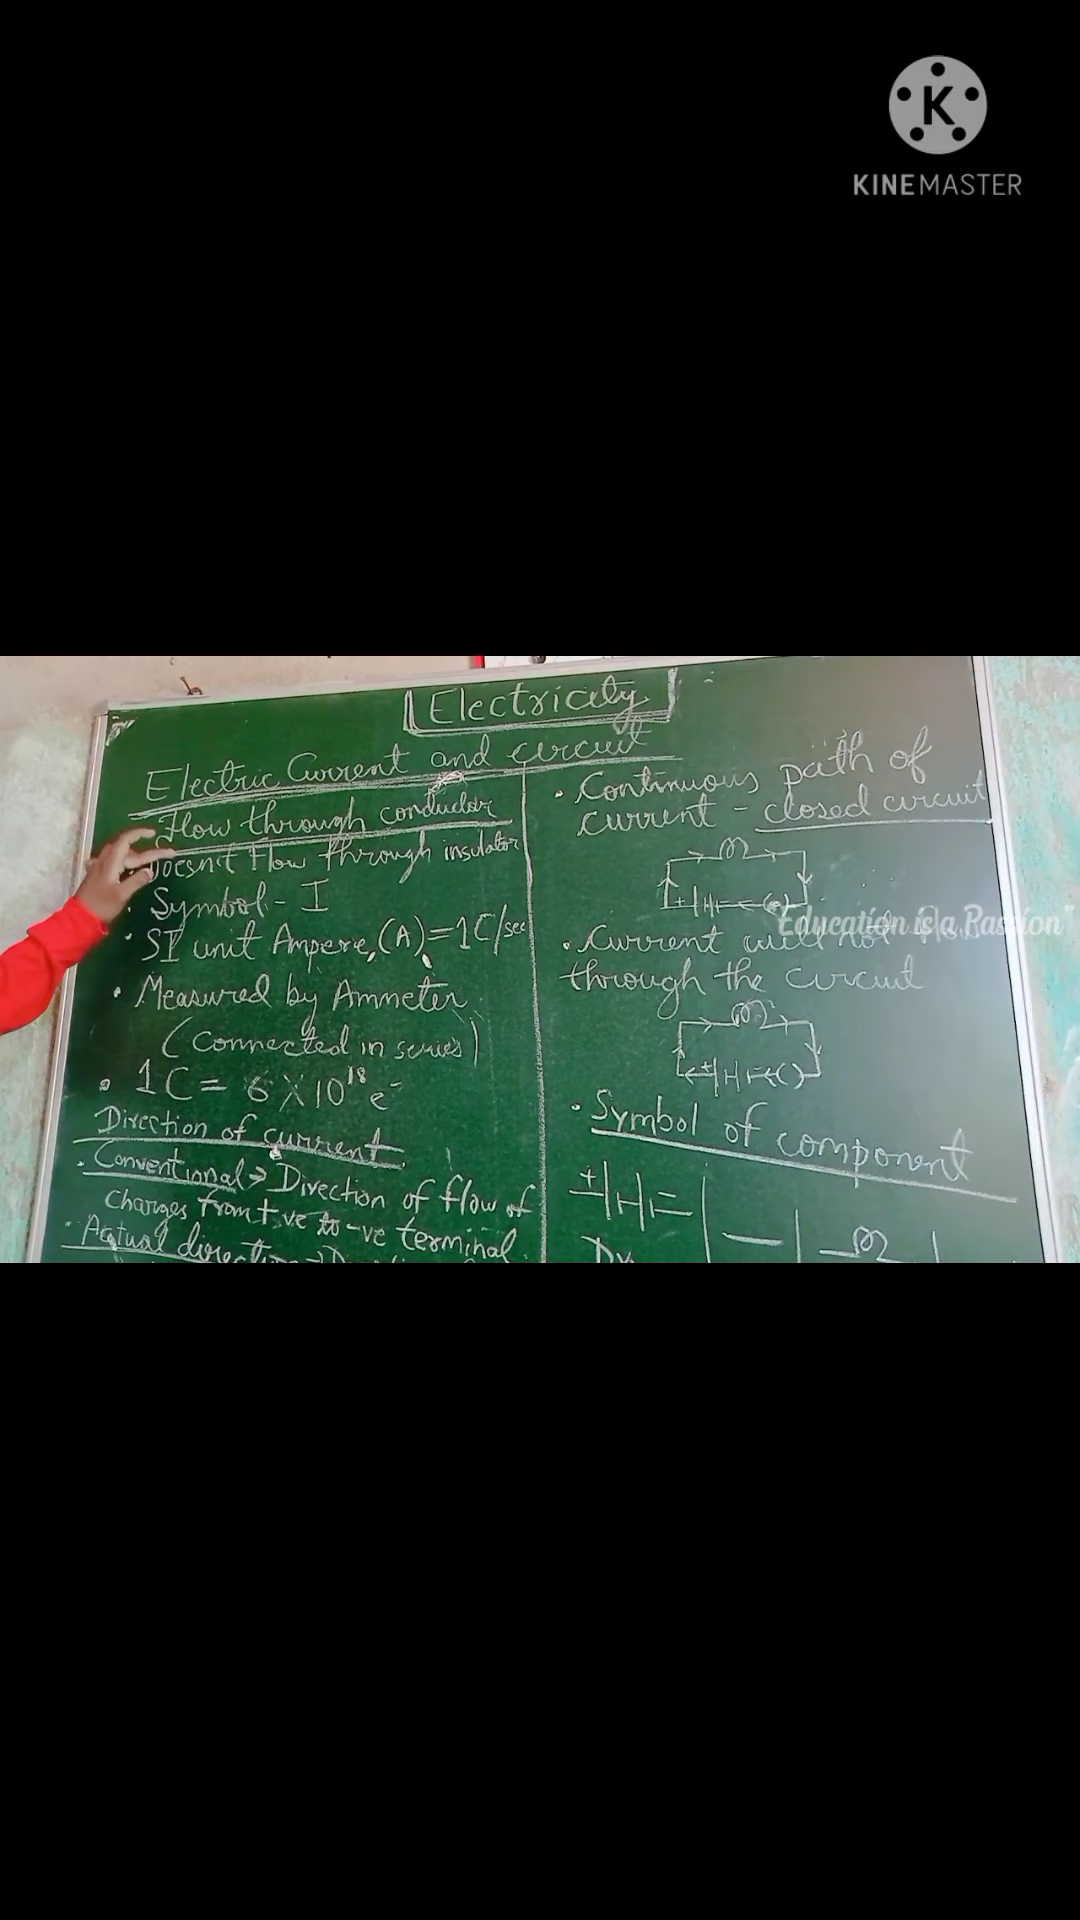 K
KINEMASTER
Electricity
Electric Current and circuit
Flow through conductor
Doesn't flow through insulator
· Symbol - I
· SI unit Ampere, (A) = 1C/sec
· Measured by Ammeter
(Connected in series)
· 1C = 6 X 10¹⁸ e⁻
Direction of current
· Conventional → Direction of flow of
charges from +ve to -ve terminal.
· Actual direction →
· Continuous path of
current - closed circuit
"Education is a Passion"
· Current will not
through the circuit
· Symbol of component